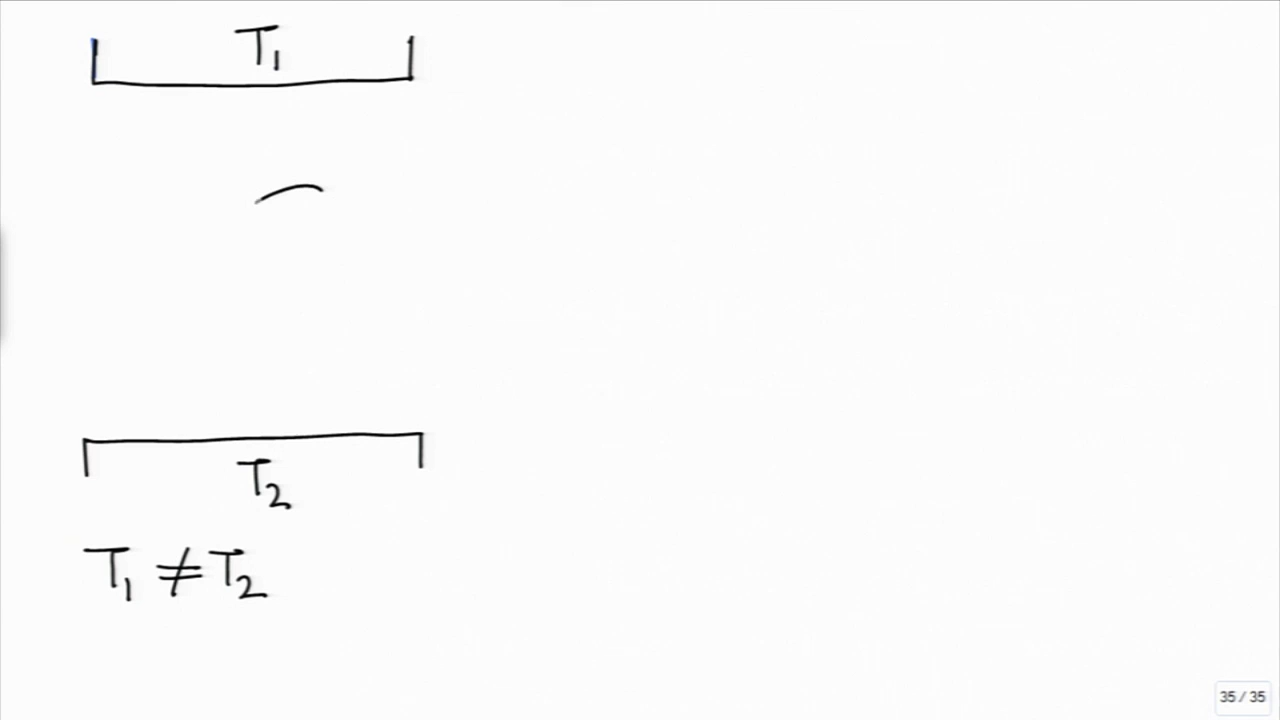 T₁
T₂
T₁ ≠ T₂
35 / 35